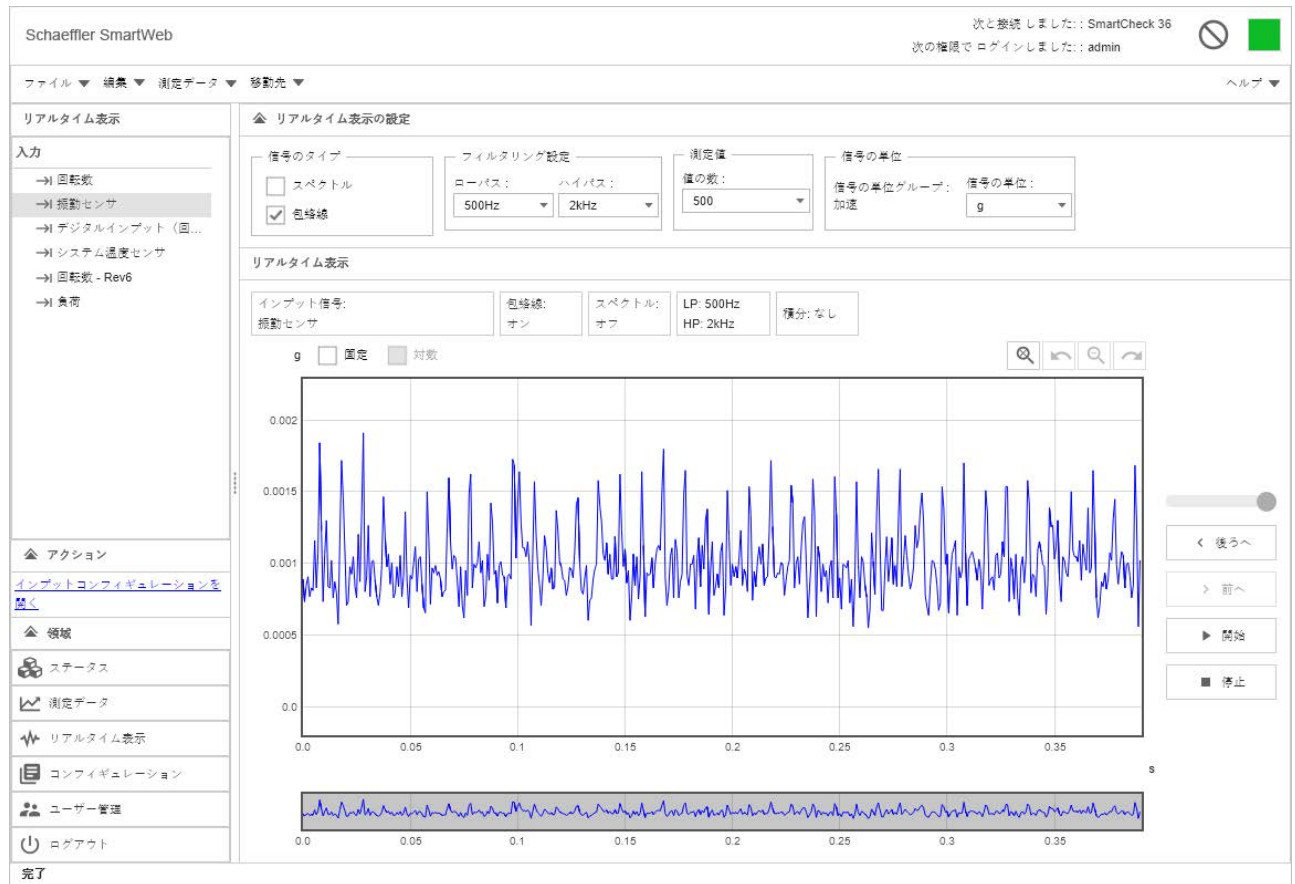 Schaeffler SmartWeb
次と接続 しました: : SmartCheck 36
次の権限で ログインしました: : admin
ファイル ▼ 編集 ▼ 測定データ ▼ 移動先 ▼ ヘルプ ▼
リアルタイム表示
入力
回転数
振動センサ
デジタルインプット（回...
システム温度センサ
回転数 - Rev6
負荷
アクション
インプットコンフィギュレーションを
開く
領域
ステータス
測定データ
リアルタイム表示
コンフィギュレーション
ユーザー管理
ログアウト
リアルタイム表示の設定
信号のタイプ
スペクトル
包絡線
フィルタリング設定
ローパス : ハイパス :
500Hz 2kHz
測定値
値の数 :
500
信号の単位
信号の単位グループ :
加速
信号の単位 :
g
リアルタイム表示
インプット信号:
振動センサ
包絡線:
オン
スペクトル:
オフ
LP: 500Hz
HP: 2kHz
積分: なし
g 固定 対数
0.002
0.0015
0.001
0.0005
0.0
0.0 0.05 0.1 0.15 0.2 0.25 0.3 0.35
s
0.0 0.05 0.1 0.15 0.2 0.25 0.3 0.35
< 後ろへ
> 前へ
▶ 開始
■ 停止
完了